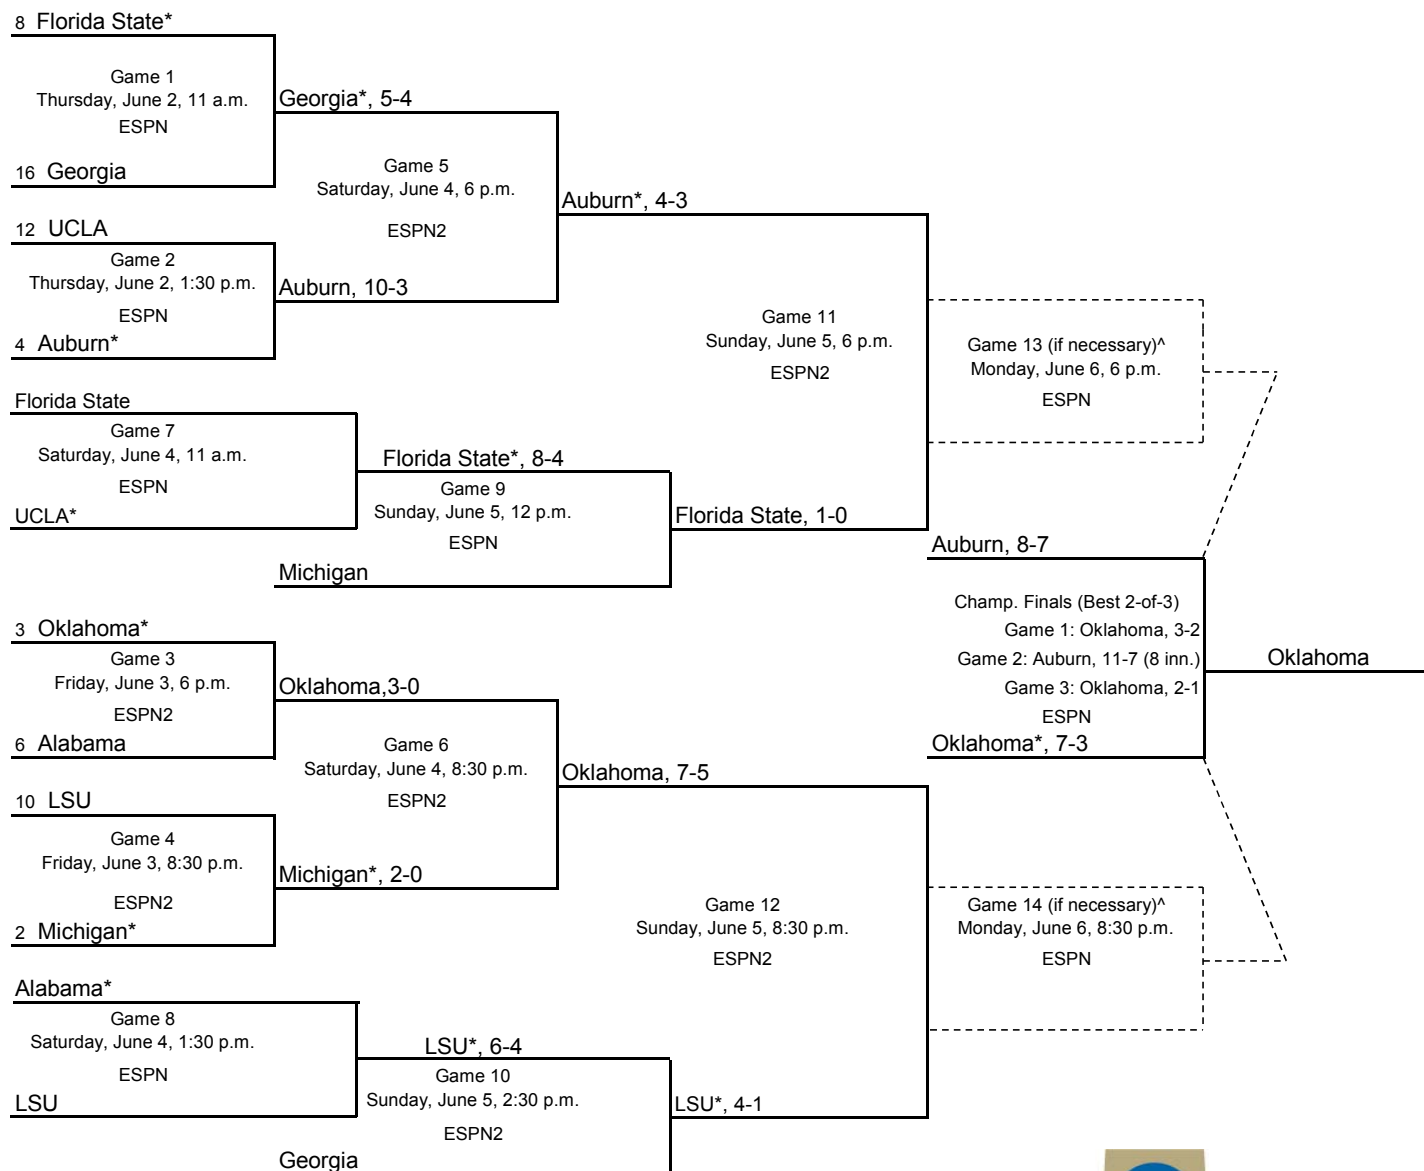 8 Florida State*
Game 1
Thursday, June 2, 11 a.m.
ESPN
16 Georgia
Georgia*, 5-4
Game 5
Saturday, June 4, 6 p.m.
ESPN2
12 UCLA
Game 2
Thursday, June 2, 1:30 p.m.
ESPN
4 Auburn*
Auburn, 10-3
Auburn*, 4-3
Game 11
Sunday, June 5, 6 p.m.
ESPN2
Game 13 (if necessary)^
Monday, June 6, 6 p.m.
ESPN
Florida State
Game 7
Saturday, June 4, 11 a.m.
ESPN
UCLA*
Florida State*, 8-4
Game 9
Sunday, June 5, 12 p.m.
ESPN
Michigan
Florida State, 1-0
Auburn, 8-7
Champ. Finals (Best 2-of-3)
Game 1: Oklahoma, 3-2
Game 2: Auburn, 11-7 (8 inn.)
Game 3: Oklahoma, 2-1
ESPN
Oklahoma*, 7-3
Oklahoma
3 Oklahoma*
Game 3
Friday, June 3, 6 p.m.
ESPN2
6 Alabama
Oklahoma,3-0
Game 6
Saturday, June 4, 8:30 p.m.
ESPN2
10 LSU
Game 4
Friday, June 3, 8:30 p.m.
ESPN2
2 Michigan*
Michigan*, 2-0
Oklahoma, 7-5
Game 12
Sunday, June 5, 8:30 p.m.
ESPN2
Game 14 (if necessary)^
Monday, June 6, 8:30 p.m.
ESPN
Alabama*
Game 8
Saturday, June 4, 1:30 p.m.
ESPN
LSU
LSU*, 6-4
Game 10
Sunday, June 5, 2:30 p.m.
ESPN2
Georgia
LSU*, 4-1